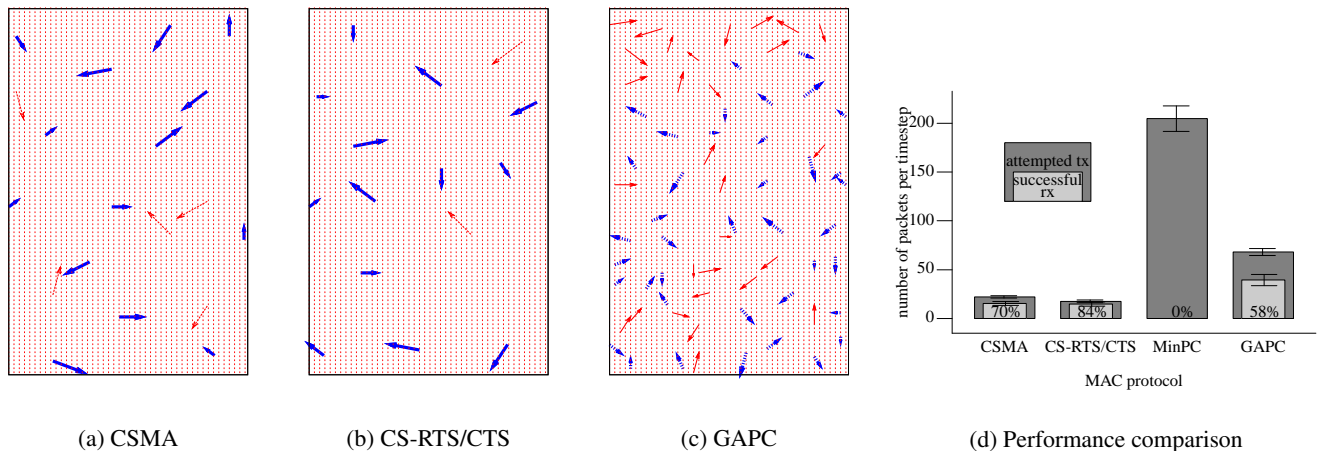 number of packets per timestep
200
150
100
50
0
attempted tx
successful
rx
70%
84%
0%
58%
CSMA
CS-RTS/CTS
MinPC
GAPC
MAC protocol
(a) CSMA
(b) CS-RTS/CTS
(c) GAPC
(d) Performance comparison